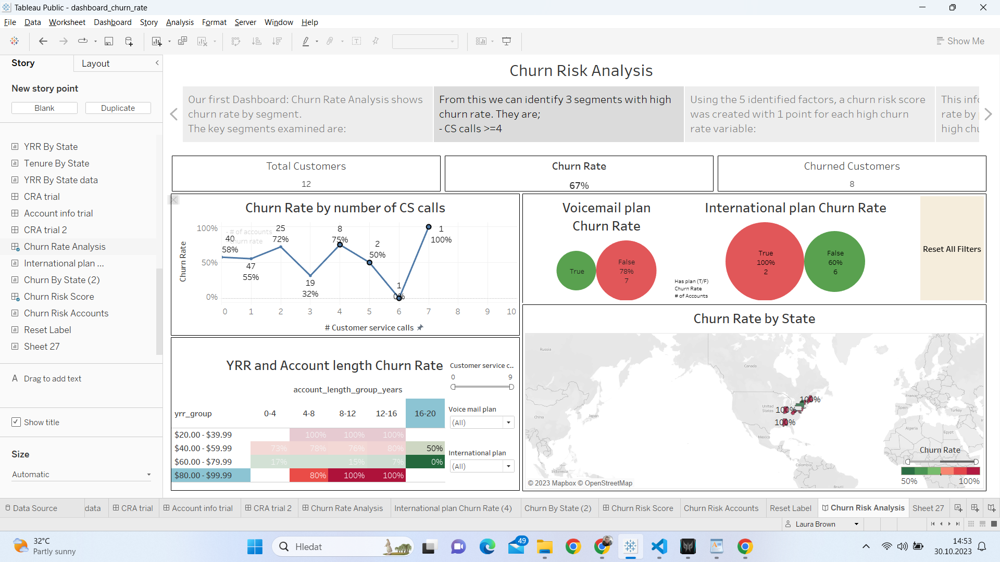 Tableau Public - dashboard_churn_rate
File Data Worksheet Dashboard Story Analysis Format Server Window Help
Show Me
Story Layout
New story point
Blank Duplicate
YRR By State
Tenure By State
YRR By State data
CRA trial
Account info trial
CRA trial 2
Churn Rate Analysis
International plan ...
Churn By State (2)
Churn Risk Score
Churn Risk Accounts
Reset Label
Sheet 27
A Drag to add text
Show title
Size
Automatic
Churn Risk Analysis
Our first Dashboard: Churn Rate Analysis shows
churn rate by segment.
The key segments examined are:
From this we can identify 3 segments with high
churn rate. They are;
- CS calls >=4
Using the 5 identified factors, a churn risk score
was created with 1 point for each high churn
rate variable:
This info
rate by
high chu
Total Customers
12
Churn Rate
67%
Churned Customers
8
Churn Rate by number of CS calls
Churn Rate
100%
50%
0%
- # of accounts
churn rate
40
58%
47
55%
25
72%
19
32%
8
75%
2
50%
1
0%
1
100%
0 1 2 3 4 5 6 7 8 9 10
# Customer service calls
Voicemail plan
Churn Rate
True
False
78%
7
International plan Churn Rate
Has plan (T/F)
Churn Rate
# of Accounts
True
100%
2
False
60%
6
Reset All Filters
YRR and Account length Churn Rate
account_length_group_years
yrr_group 0-4 4-8 8-12 12-16 16-20
$20.00 - $39.99 100% 100% 100%
$40.00 - $59.99 73% 78% 76% 80% 50%
$60.00 - $79.99 17% 15% 7% 0%
$80.00 - $99.99 80% 100% 100%
Customer service c..
0 9
Voice mail plan
(All)
International plan
(All)
Churn Rate by State
Russia
Canada
China
Japan
United
States
Mexico
Colombia
Brazil
Indonesia
France
Spain
Turkey
Algeria
Egypt
100%
100%
100%
Churn Rate
50% 100%
© 2023 Mapbox © OpenStreetMap
Data Source data CRA trial Account info trial CRA trial 2 Churn Rate Analysis International plan Churn Rate (4) Churn By State (2) Churn Risk Score Churn Risk Accounts Reset Label Churn Risk Analysis Sheet 27
Laura Brown
32°C
Partly sunny
Hledat
49
14:53
30.10.2023